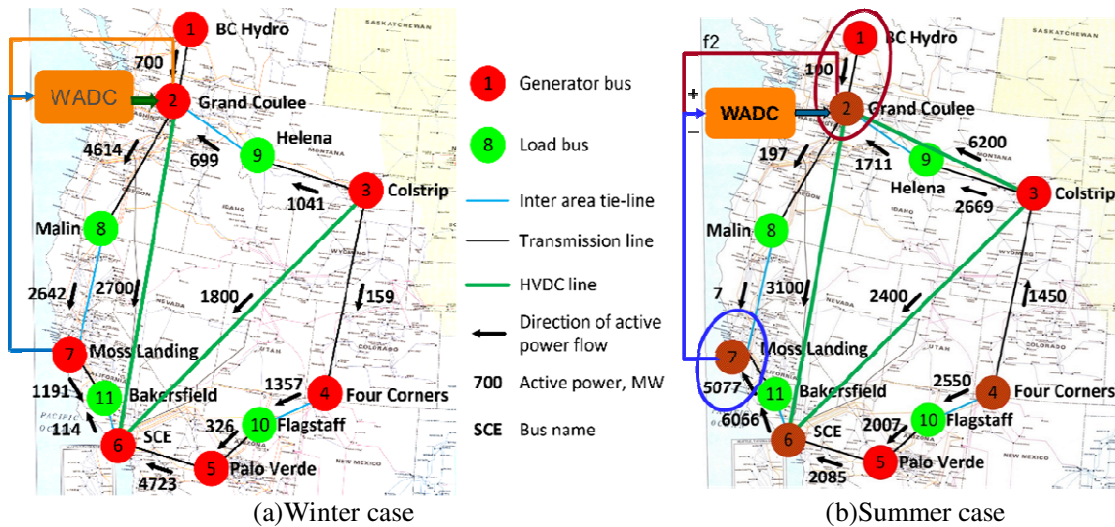 1
BC Hydro
700
WADC
2
Grand Coulee
Helena
4614
699
9
3
Colstrip
1041
Malin
8
2642
2700
1800
159
7
Moss Landing
1191
11
Bakersfield
1357
4
Four Corners
114
6
SCE
326
10
Flagstaff
5
Palo Verde
4723
(a)Winter case
1
Generator bus
8
Load bus
Inter area tie-line
Transmission line
HVDC line
Direction of active
power flow
700
Active power, MW
SCE
Bus name
SASKATCHEWAN
f2
1
BC Hydro
100
+
WADC
−
2
Grand Coulee
6200
197
1711
9
Helena
3
Colstrip
2669
Malin
8
7
3100
2400
1450
7
Moss Landing
5077
11
Bakersfield
2550
4
Four Corners
6066
6
SCE
2007
10
Flagstaff
5
Palo Verde
2085
(b)Summer case